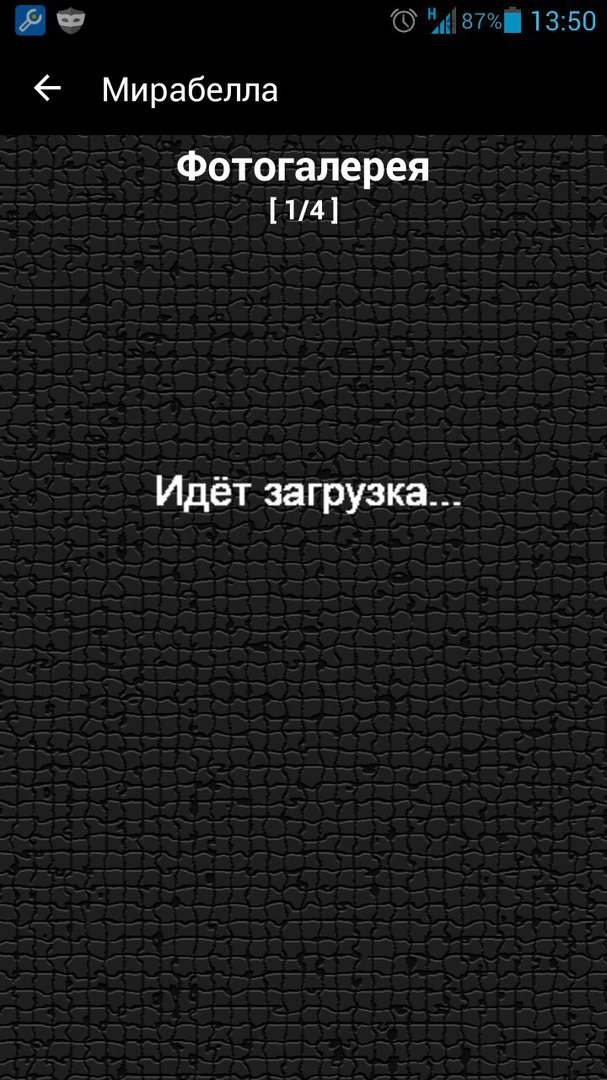 H 87% 13:50
Мирабелла
Фотогалерея
[ 1/4 ]
Идёт загрузка...